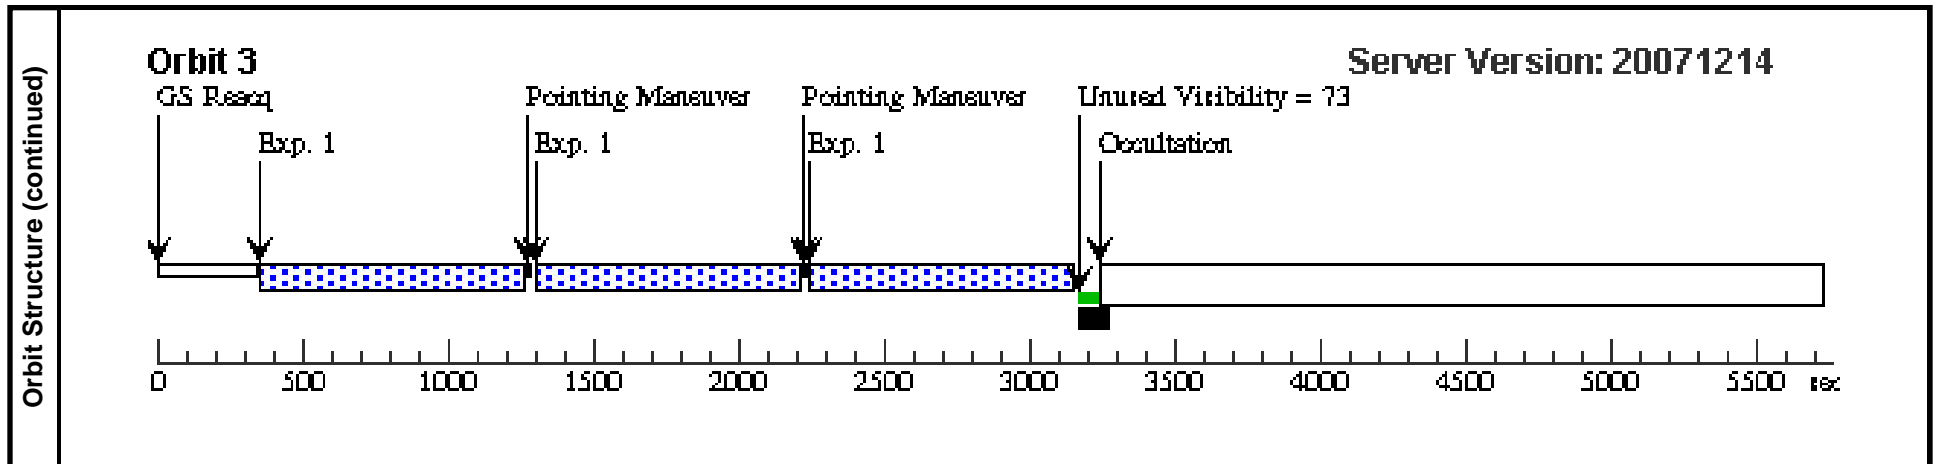 Orbit Structure (continued)
Orbit 3
Server Version: 20071214
GS Reacq
Pointing Maneuver
Pointing Maneuver
Unused Visibility = 73
Exp. 1
Exp. 1
Exp. 1
Occultation
0 500 1000 1500 2000 2500 3000 3500 4000 4500 5000 5500 sec